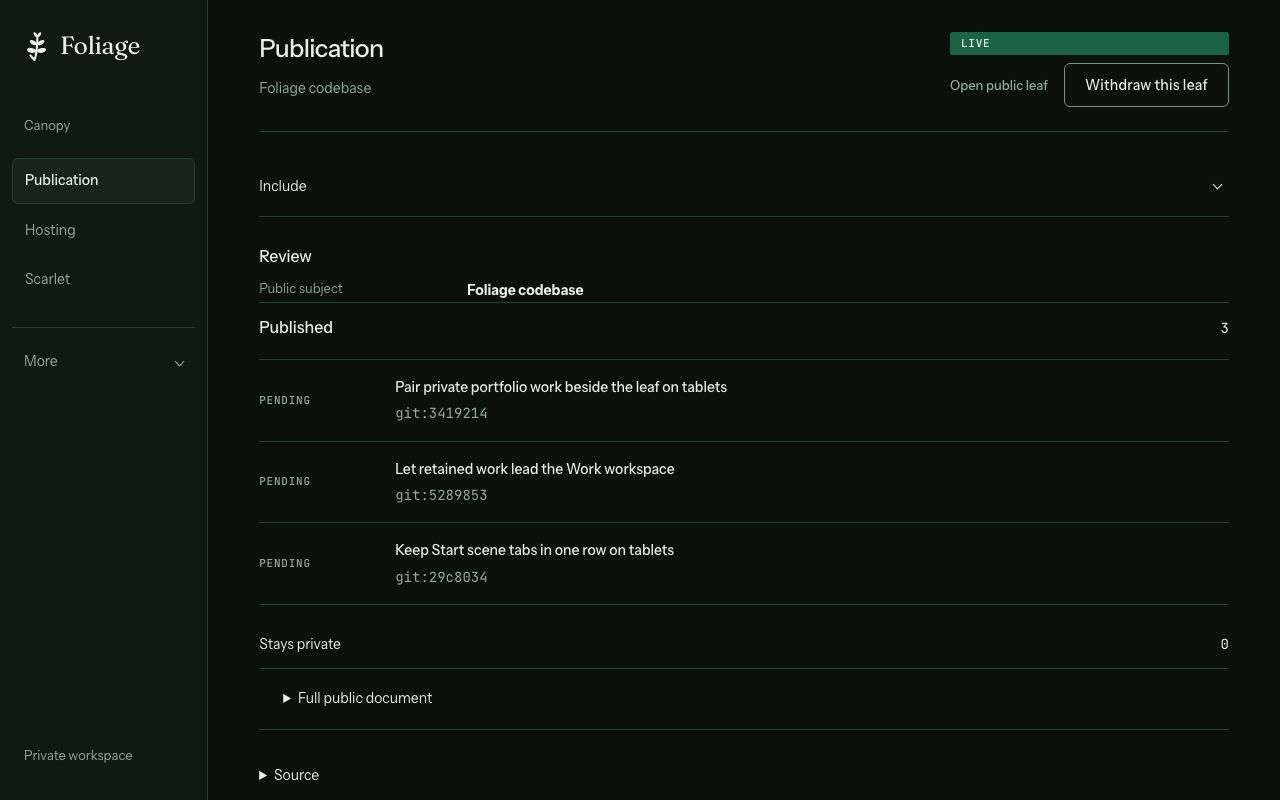 Foliage
Canopy
Publication
Hosting
Scarlet
More
Private workspace
Publication
Foliage codebase
LIVE
Open public leaf
Withdraw this leaf
Include
Review
Public subject
Foliage codebase
Published
3
PENDING
Pair private portfolio work beside the leaf on tablets
git:3419214
PENDING
Let retained work lead the Work workspace
git:5289853
PENDING
Keep Start scene tabs in one row on tablets
git:29c8034
Stays private
0
Full public document
Source